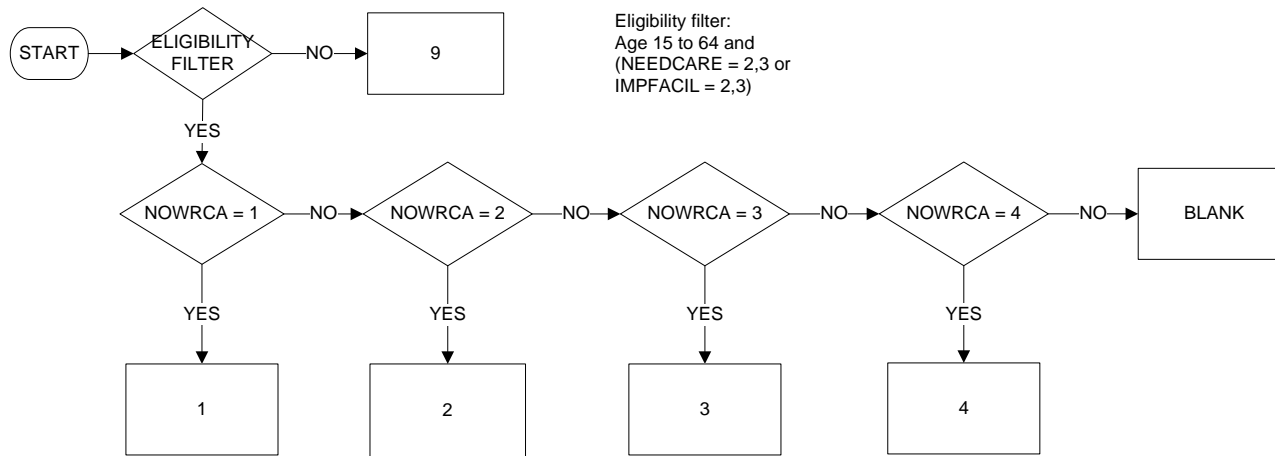 START
ELIGIBILITY
FILTER
NO
9
Eligibility filter:
Age 15 to 64 and
(NEEDCARE = 2,3 or
IMPFACIL = 2,3)
YES
NOWRCA = 1
NO
NOWRCA = 2
NO
NOWRCA = 3
NO
NOWRCA = 4
NO
BLANK
YES
YES
YES
YES
1
2
3
4